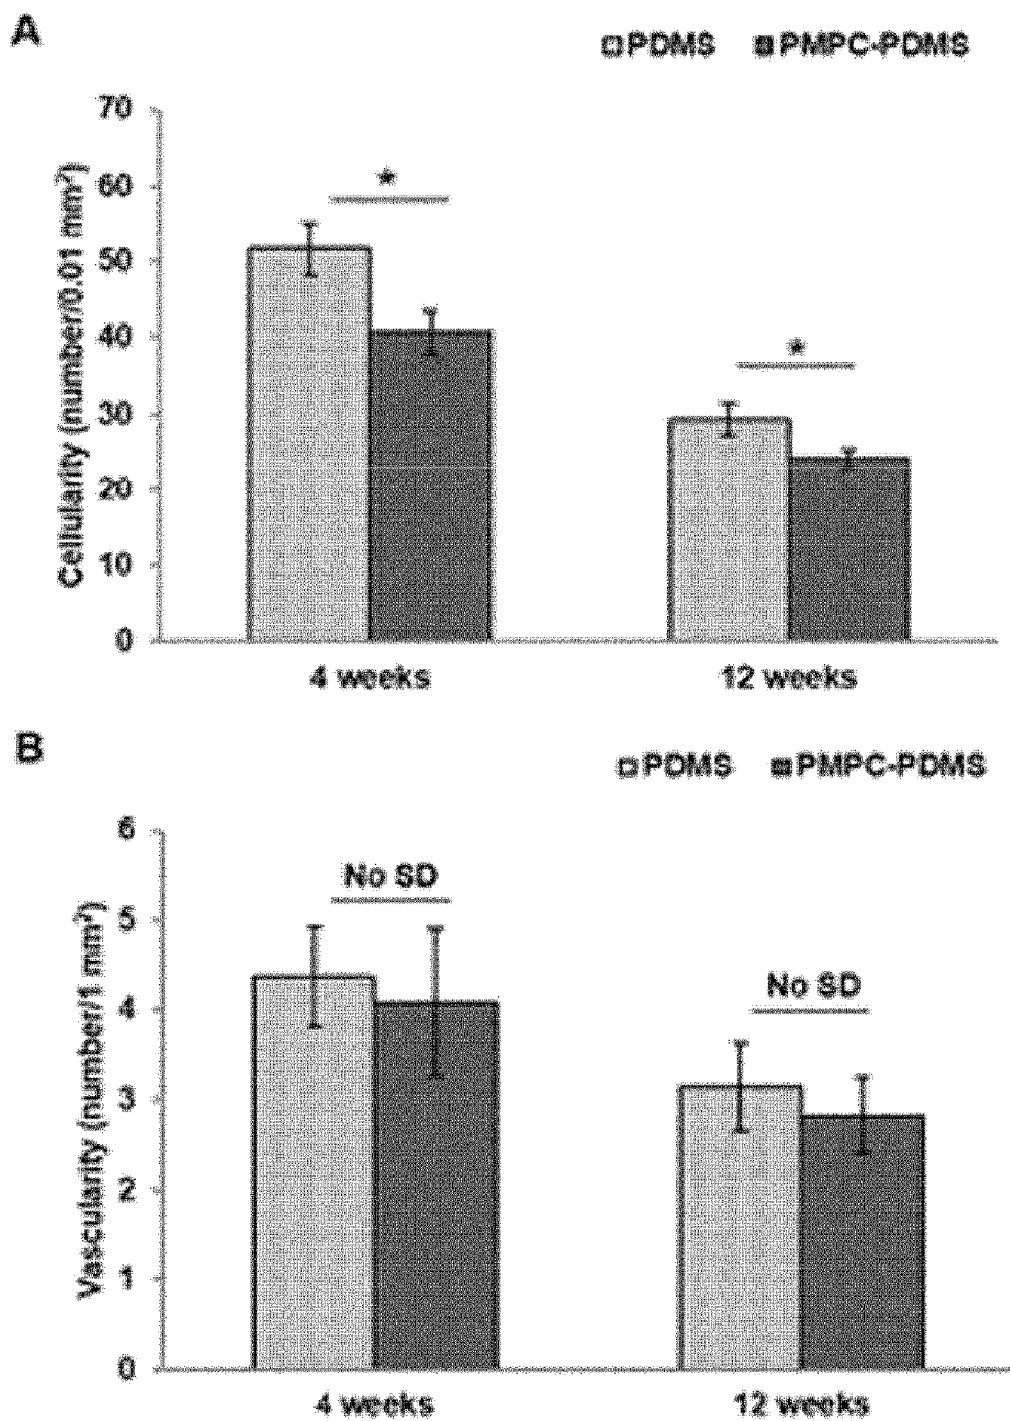 A
PDMS PMPC-PDMS
70
60
50
40
30
20
10
0
Cellularity (number/0.01 mm²)
*
*
4 weeks 12 weeks
B
PDMS PMPC-PDMS
6
5
4
3
2
1
0
Vascularity (number/1 mm²)
No SD
No SD
4 weeks 12 weeks